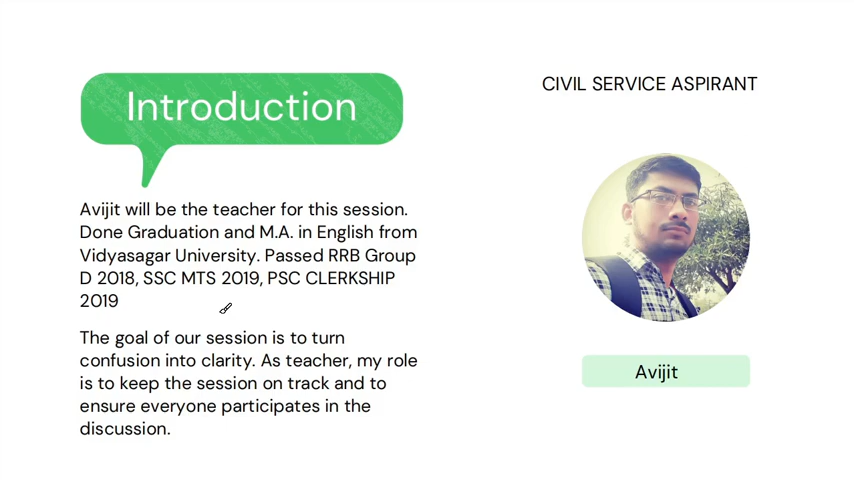 Introduction
Avijit will be the teacher for this session.
Done Graduation and M.A. in English from
Vidyasagar University. Passed RRB Group
D 2018, SSC MTS 2019, PSC CLERKSHIP
2019
The goal of our session is to turn
confusion into clarity. As teacher, my role
is to keep the session on track and to
ensure everyone participates in the
discussion.
CIVIL SERVICE ASPIRANT
Avijit